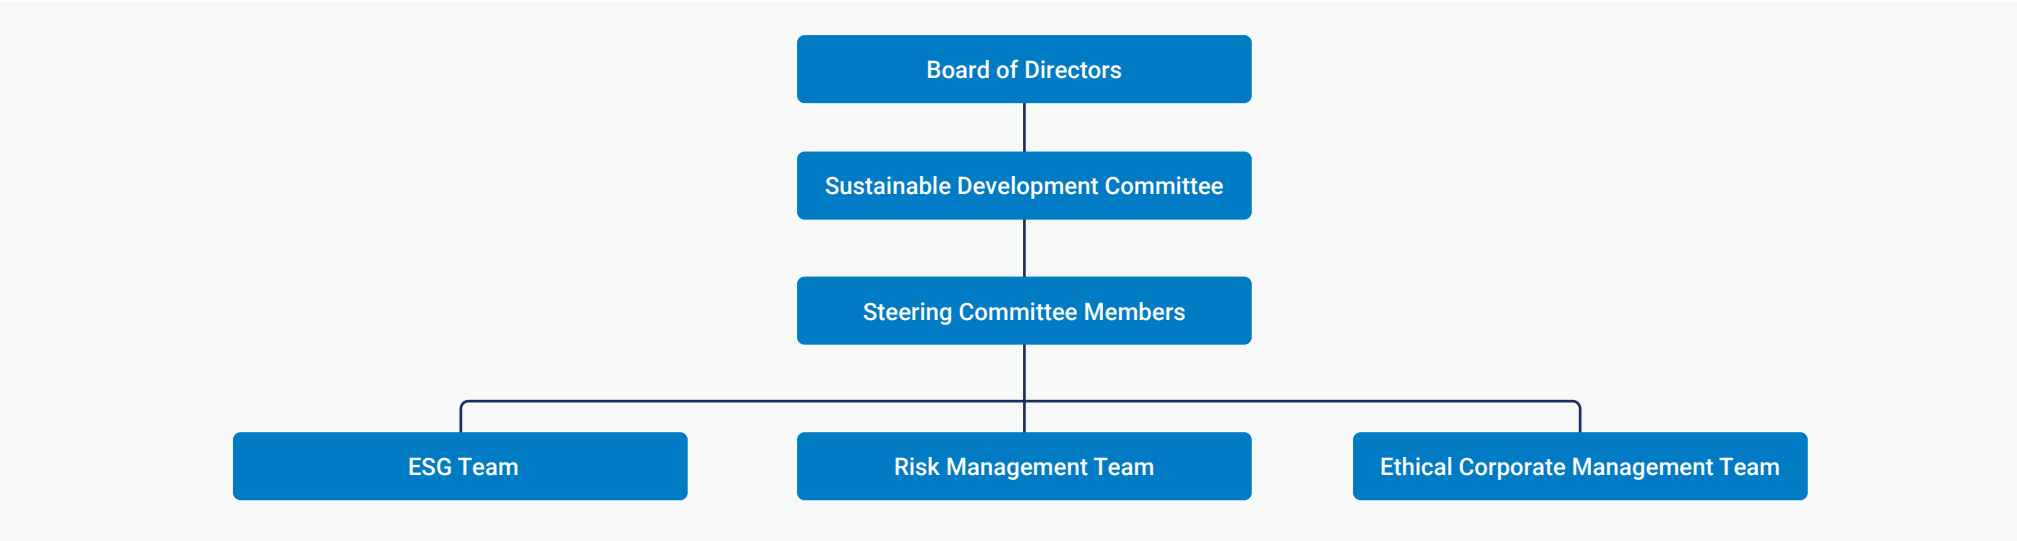 Board of Directors
Sustainable Development Committee
Steering Committee Members
ESG Team
Risk Management Team
Ethical Corporate Management Team